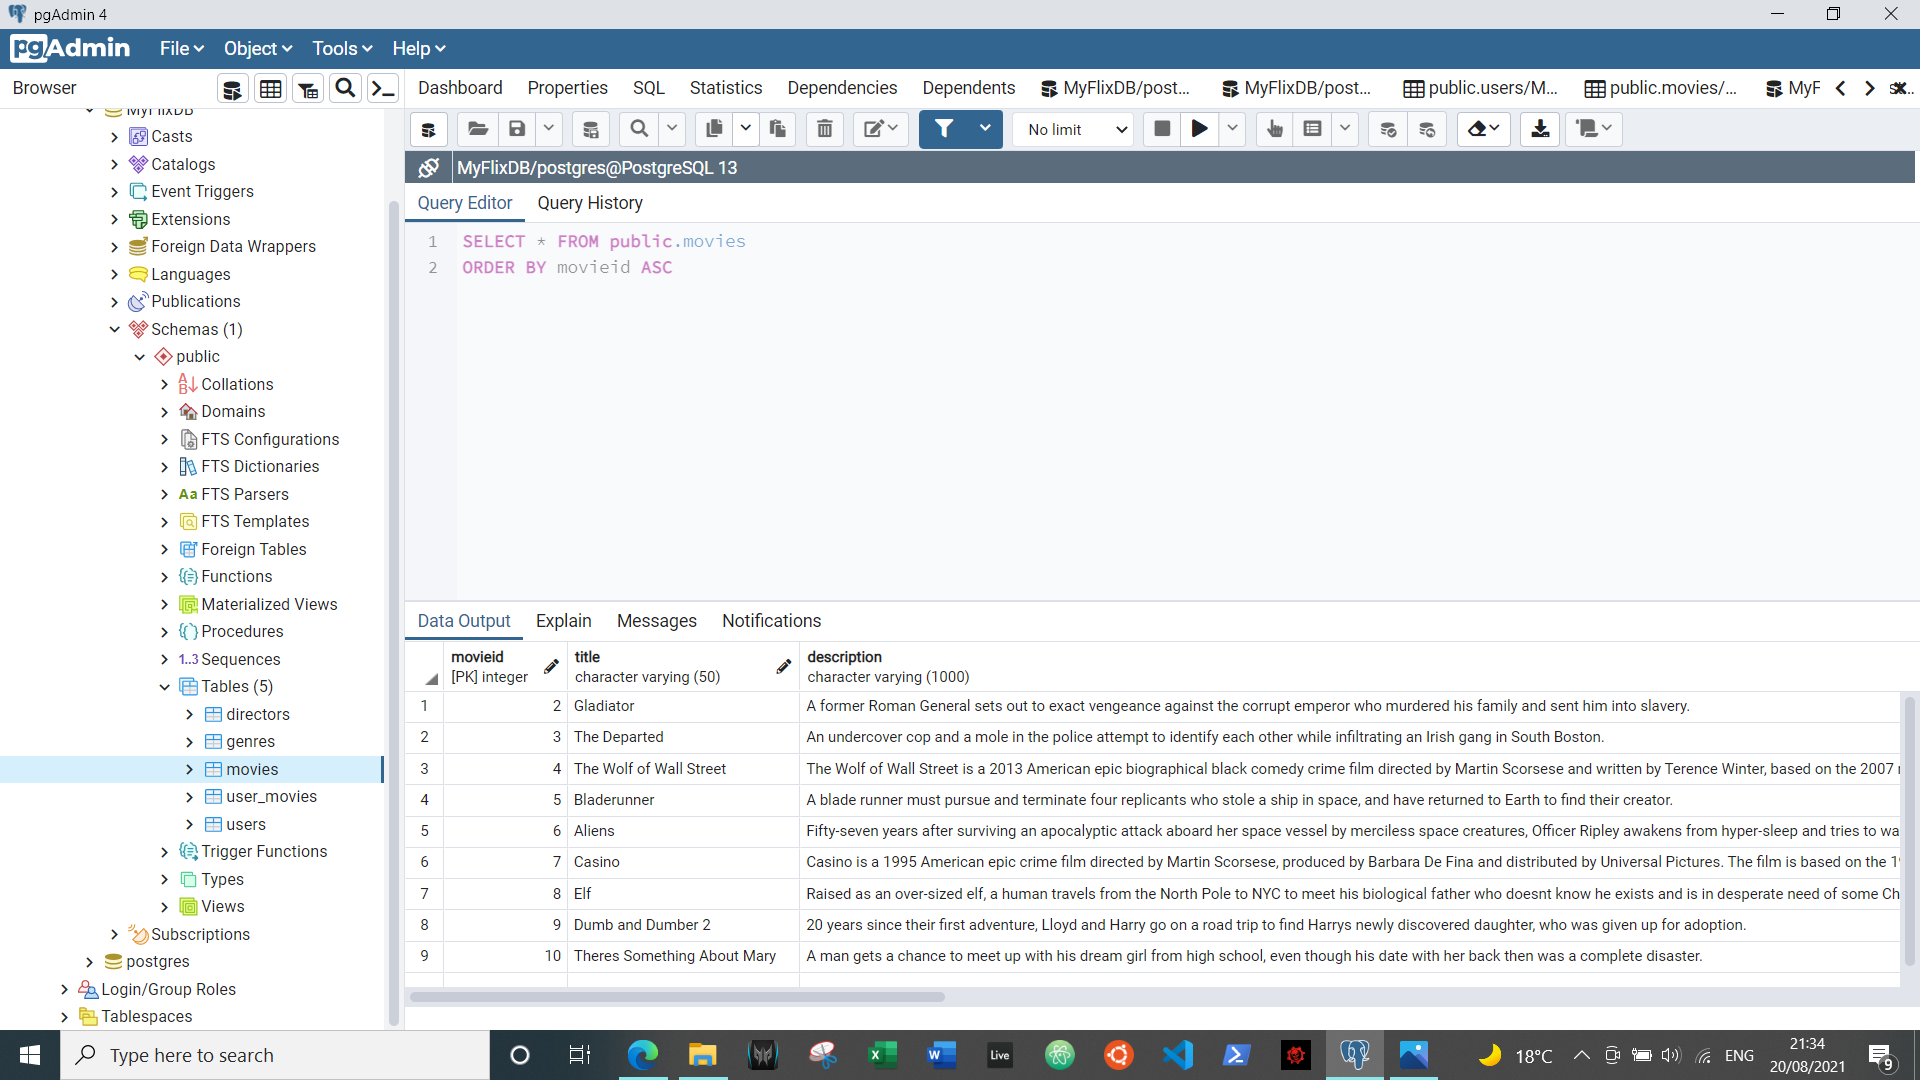 pgAdmin 4
pgAdmin File Object Tools Help
Browser
Dashboard Properties SQL Statistics Dependencies Dependents MyFlixDB/post... MyFlixDB/post... public.users/M... public.movies/... MyF
No limit
MyFlixDB/postgres@PostgreSQL 13
Query Editor Query History
1 SELECT * FROM public.movies
2 ORDER BY movieid ASC
MyFlixDB
Casts
Catalogs
Event Triggers
Extensions
Foreign Data Wrappers
Languages
Publications
Schemas (1)
public
Collations
Domains
FTS Configurations
FTS Dictionaries
Aa FTS Parsers
FTS Templates
Foreign Tables
Functions
Materialized Views
Procedures
1..3 Sequences
Tables (5)
directors
genres
movies
user_movies
users
Trigger Functions
Types
Views
Subscriptions
postgres
Login/Group Roles
Tablespaces
Data Output Explain Messages Notifications
movieid title description
[PK] integer character varying (50) character varying (1000)
1 2 Gladiator A former Roman General sets out to exact vengeance against the corrupt emperor who murdered his family and sent him into slavery.
2 3 The Departed An undercover cop and a mole in the police attempt to identify each other while infiltrating an Irish gang in South Boston.
3 4 The Wolf of Wall Street The Wolf of Wall Street is a 2013 American epic biographical black comedy crime film directed by Martin Scorsese and written by Terence Winter, based on the 2007
4 5 Bladerunner A blade runner must pursue and terminate four replicants who stole a ship in space, and have returned to Earth to find their creator.
5 6 Aliens Fifty-seven years after surviving an apocalyptic attack aboard her space vessel by merciless space creatures, Officer Ripley awakens from hyper-sleep and tries to wa
6 7 Casino Casino is a 1995 American epic crime film directed by Martin Scorsese, produced by Barbara De Fina and distributed by Universal Pictures. The film is based on the 1
7 8 Elf Raised as an over-sized elf, a human travels from the North Pole to NYC to meet his biological father who doesnt know he exists and is in desperate need of some Ch
8 9 Dumb and Dumber 2 20 years since their first adventure, Lloyd and Harry go on a road trip to find Harrys newly discovered daughter, who was given up for adoption.
9 10 Theres Something About Mary A man gets a chance to meet up with his dream girl from high school, even though his date with her back then was a complete disaster.
Type here to search
Live
18°C ENG
21:34
20/08/2021
9